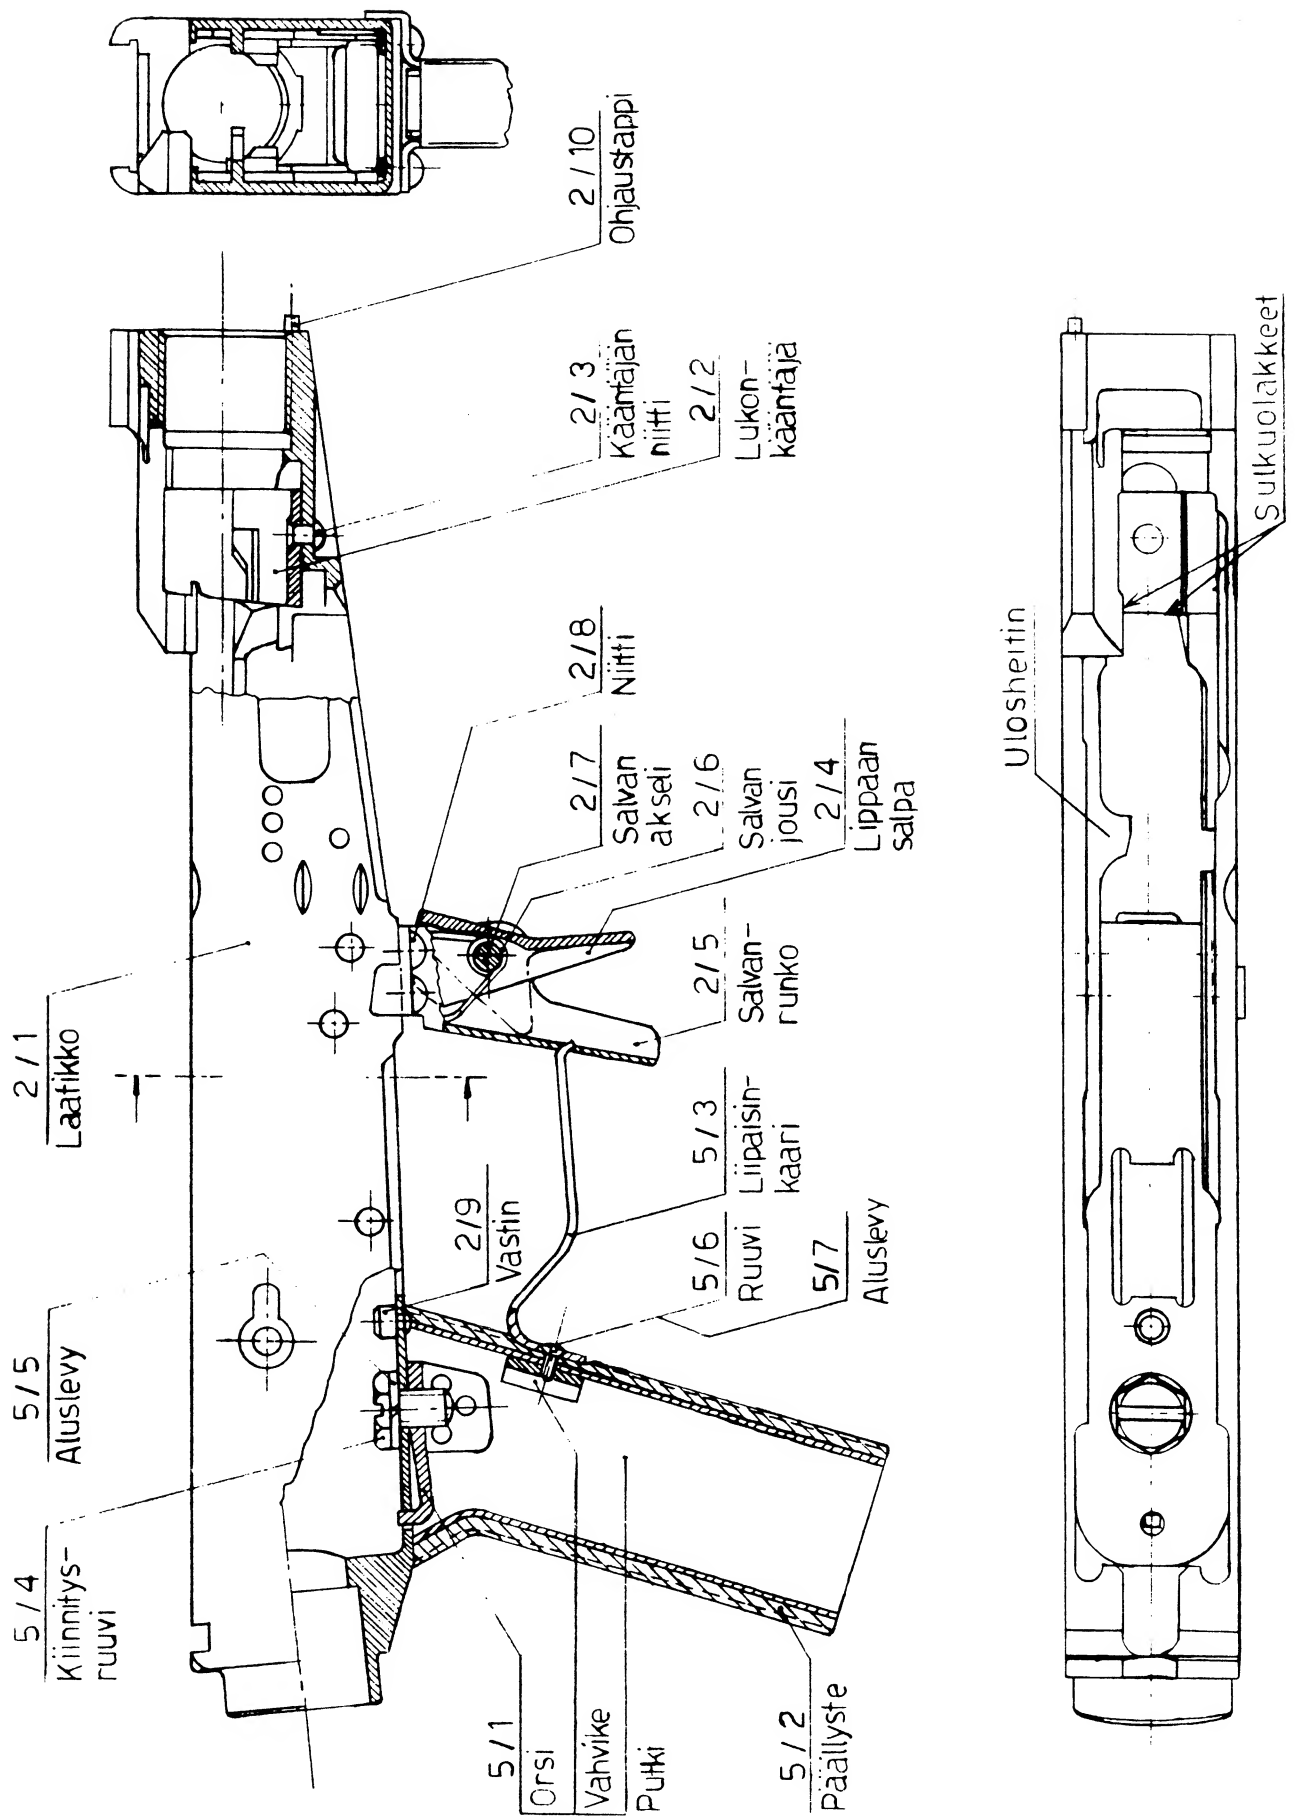 5/4
Kiinnitys-
ruuvi
5/5
Aluslevy
2/1
Laatikko
5/1
Orsi
Vahvike
Putki
5/2
Päällyste
2/9
Vastin
5/6
Ruuvi
5/7
Aluslevy
5/3
Liipaisin-
kaari
2/5
Salvan-
runko
2/4
Lippaan
salpa
2/6
Salvan
jousi
2/7
Salvan
akseli
2/8
Niitti
2/2
Lukon-
kääntäjä
2/3
Kääntäjän
niitti
2/10
Ohjaustappi
Ulosheitin
Sulkuolakkeet